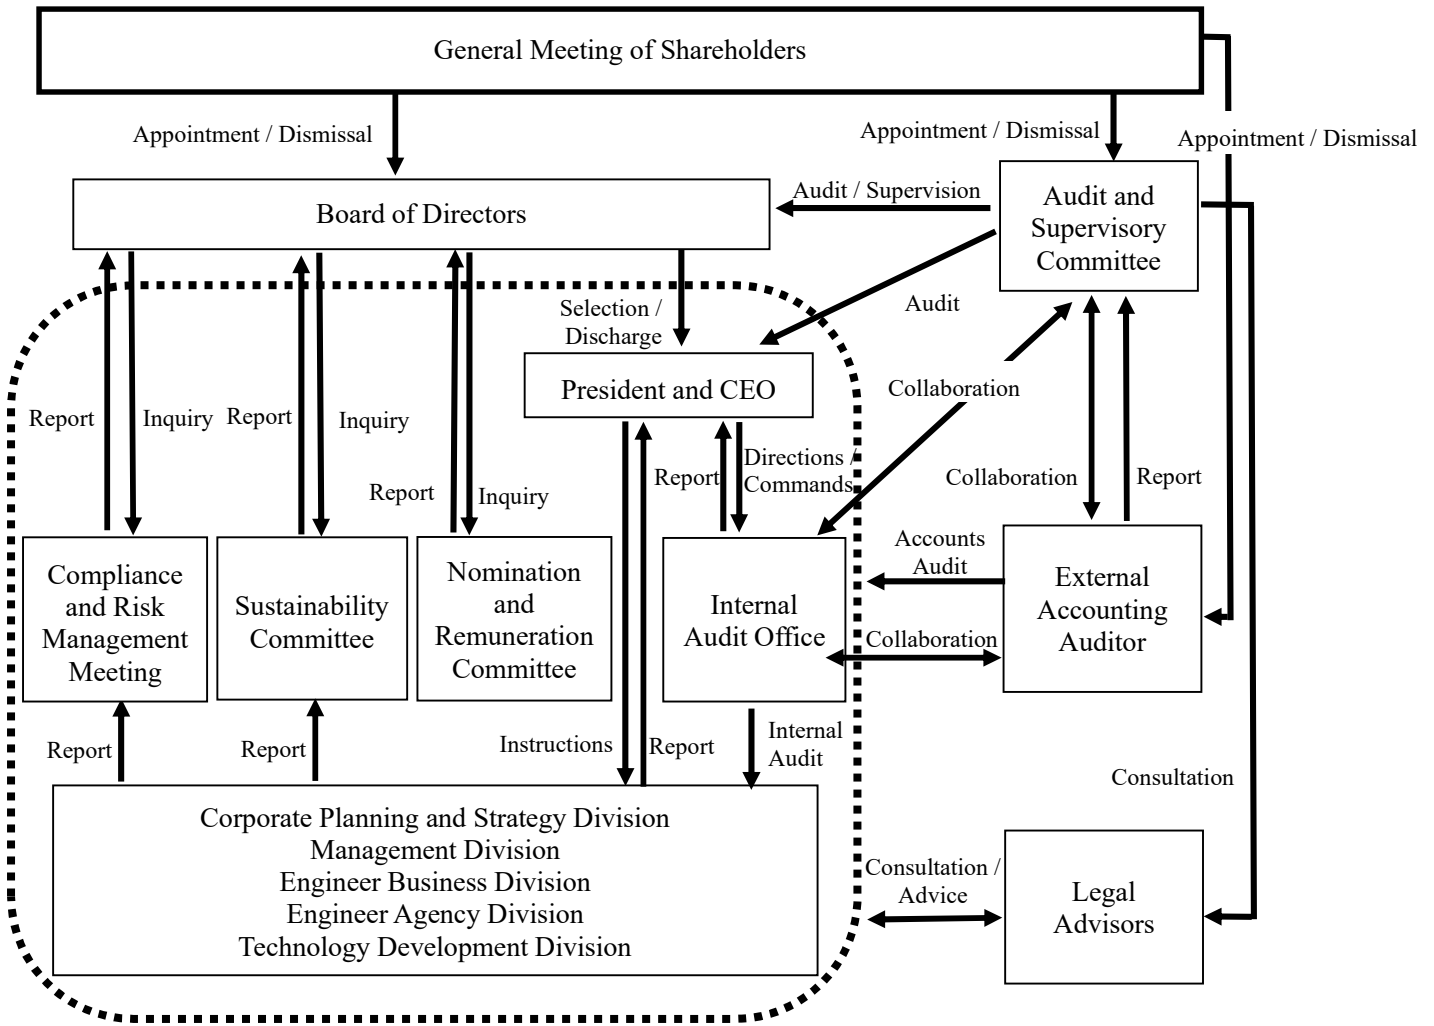 General Meeting of Shareholders
Appointment / Dismissal
Appointment / Dismissal
Appointment / Dismissal
Board of Directors
Audit / Supervision
Audit and
Supervisory
Committee
Selection /
Discharge
Audit
President and CEO
Collaboration
Report
Inquiry
Report
Inquiry
Report
Inquiry
Report
Directions /
Commands
Collaboration
Report
Compliance
and Risk
Management
Meeting
Sustainability
Committee
Nomination
and
Remuneration
Committee
Internal
Audit Office
Accounts
Audit
Collaboration
External
Accounting
Auditor
Report
Report
Instructions
Report
Internal
Audit
Consultation
Corporate Planning and Strategy Division
Management Division
Engineer Business Division
Engineer Agency Division
Technology Development Division
Consultation /
Advice
Legal
Advisors